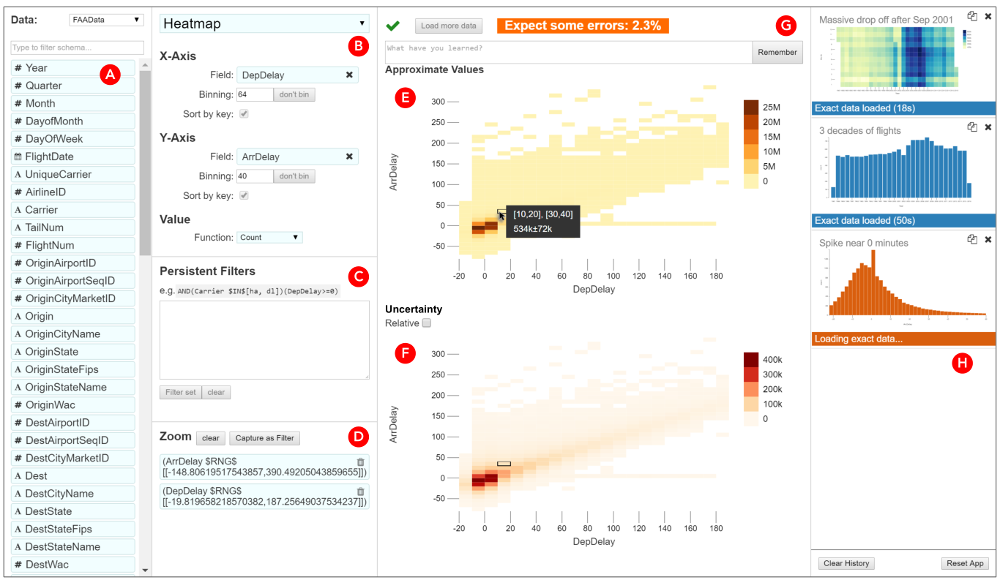 Data:
FAAData
Type to filter schema...
# Year
A
# Quarter
# Month
# DayofMonth
# DayOfWeek
FlightDate
A UniqueCarrier
# AirlineID
A Carrier
A TailNum
# FlightNum
# OriginAirportID
# OriginAirportSeqID
# OriginCityMarketID
A Origin
A OriginCityName
A OriginState
A OriginStateFips
A OriginStateName
# OriginWac
# DestAirportID
# DestAirportSeqID
# DestCityMarketID
A Dest
A DestCityName
A DestState
A DestStateFips
A DestStateName
# DestWac
Heatmap
B
X-Axis
Field: DepDelay
Binning: 64 don't bin
Sort by key:
Y-Axis
Field: ArrDelay
Binning: 40 don't bin
Sort by key:
Value
Function: Count
Persistent Filters
C
e.g. AND(Carrier $IN$[ha, dl])(DepDelay>=0)
Filter set clear
Zoom clear Capture as Filter
D
(ArrDelay $RNG$
[[-148.80619517543857,390.49205043859655]])
(DepDelay $RNG$
[[-19.819658218570382,187.25649037534237]])
Load more data
Expect some errors: 2.3%
G
What have you learned?
Remember
Approximate Values
E
300
250
200
150
100
50
0
-50
ArrDelay
-20 0 20 40 60 80 100 120 140 160 180
DepDelay
[10,20], [30,40]
534k±72k
25M
20M
15M
10M
5M
0
Uncertainty
Relative
F
300
250
200
150
100
50
0
-50
ArrDelay
-20 0 20 40 60 80 100 120 140 160 180
DepDelay
400k
300k
200k
100k
0
Massive drop off after Sep 2001
Exact data loaded (18s)
3 decades of flights
Exact data loaded (50s)
Spike near 0 minutes
Loading exact data...
H
Clear History
Reset App